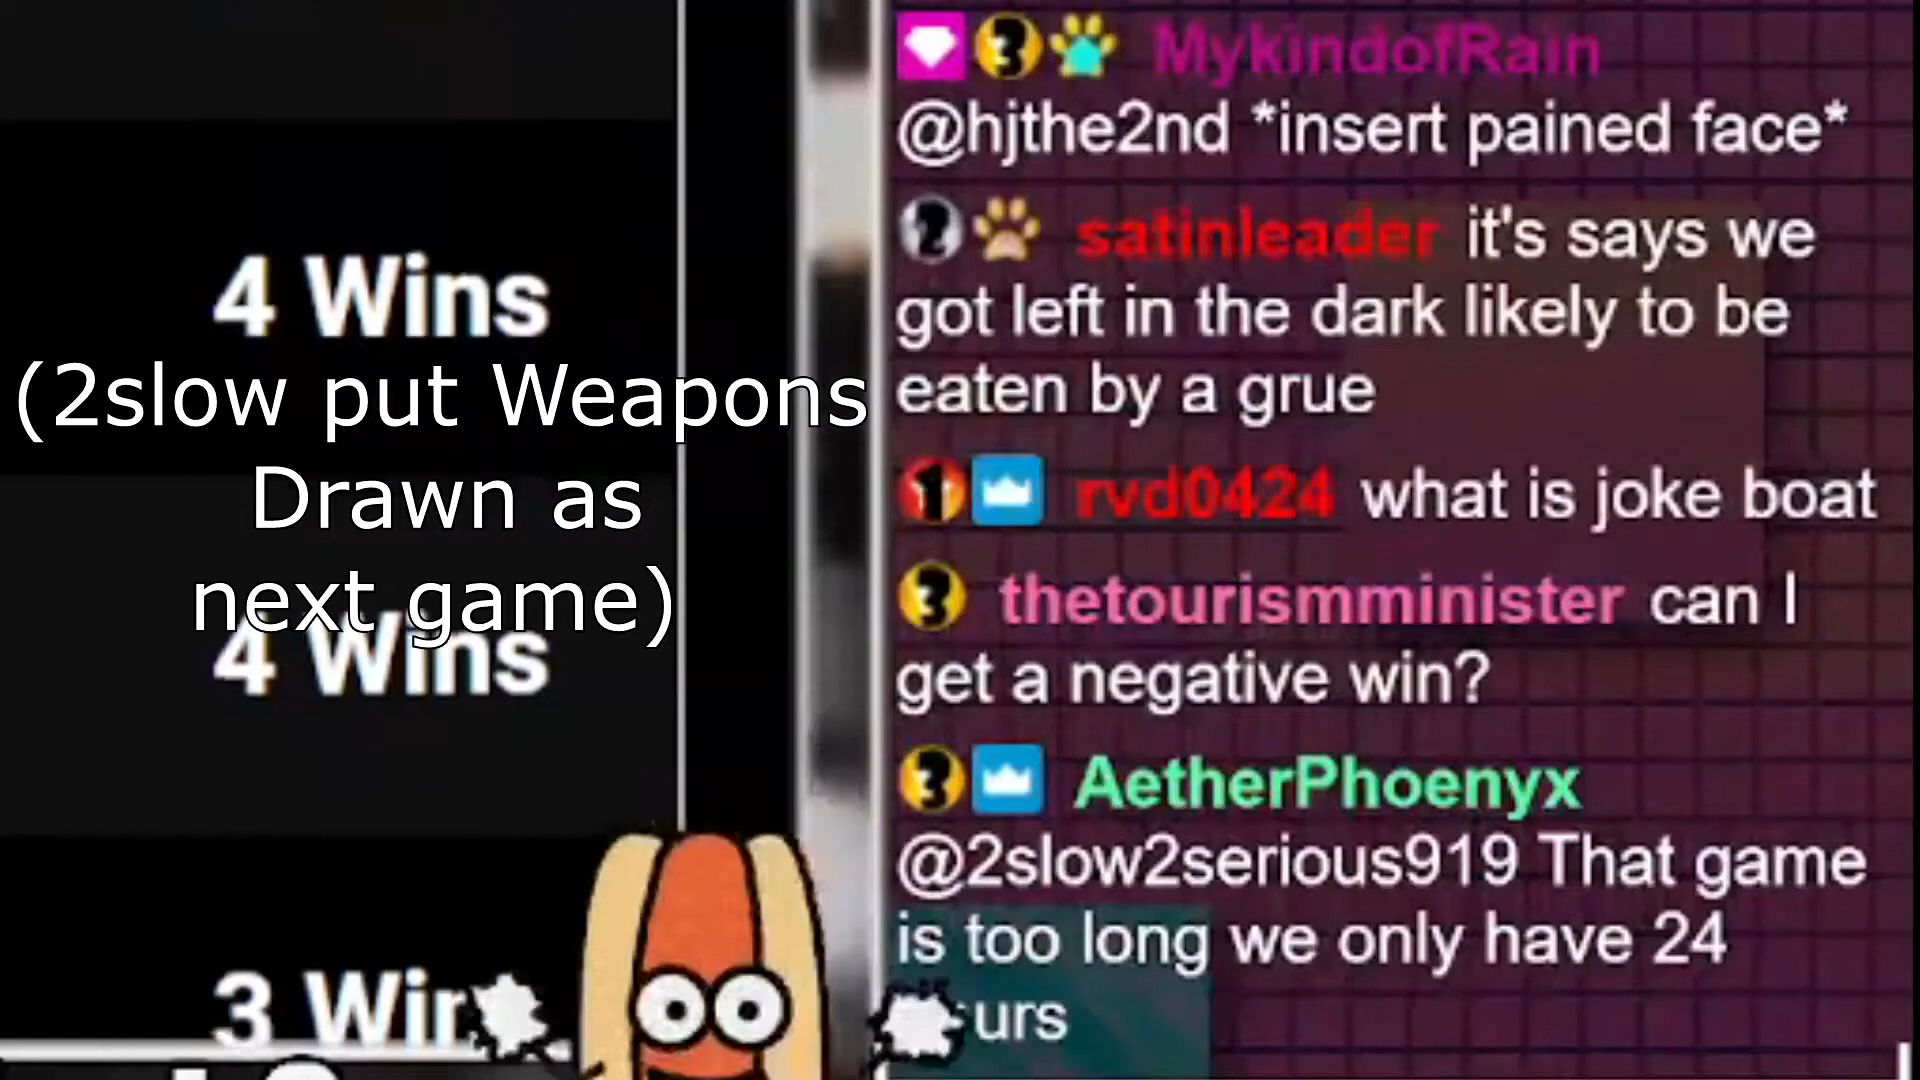 4 Wins
(2slow put Weapons
Drawn as
next game)
4 Wins
3
MykindofRain
@hjthe2nd *insert pained face*
satinleader it's says we
got left in the dark likely to be
eaten by a grue
rvd0424 what is joke boat
thetourismminister can I
get a negative win?
AetherPhoenyx
@2slow2serious919 That game
is too long we only have 24
urs